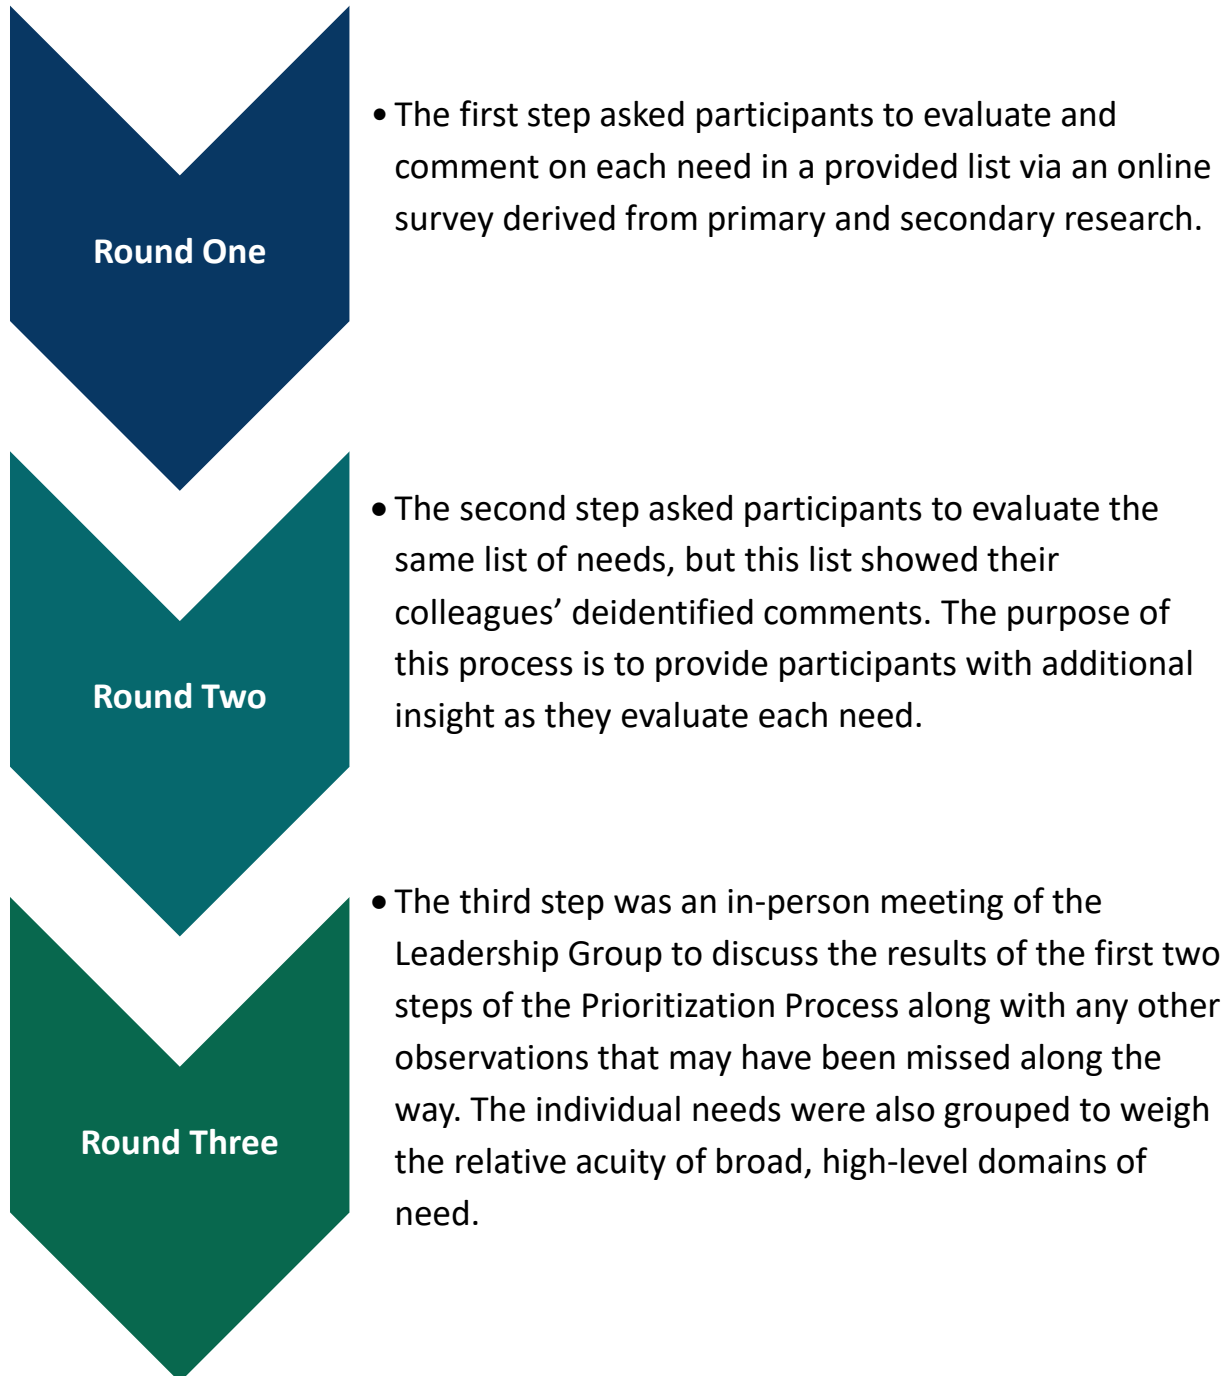 Round One
• The first step asked participants to evaluate and
comment on each need in a provided list via an online
survey derived from primary and secondary research.
Round Two
• The second step asked participants to evaluate the
same list of needs, but this list showed their
colleagues’ deidentified comments. The purpose of
this process is to provide participants with additional
insight as they evaluate each need.
Round Three
• The third step was an in-person meeting of the
Leadership Group to discuss the results of the first two
steps of the Prioritization Process along with any other
observations that may have been missed along the
way. The individual needs were also grouped to weigh
the relative acuity of broad, high-level domains of
need.